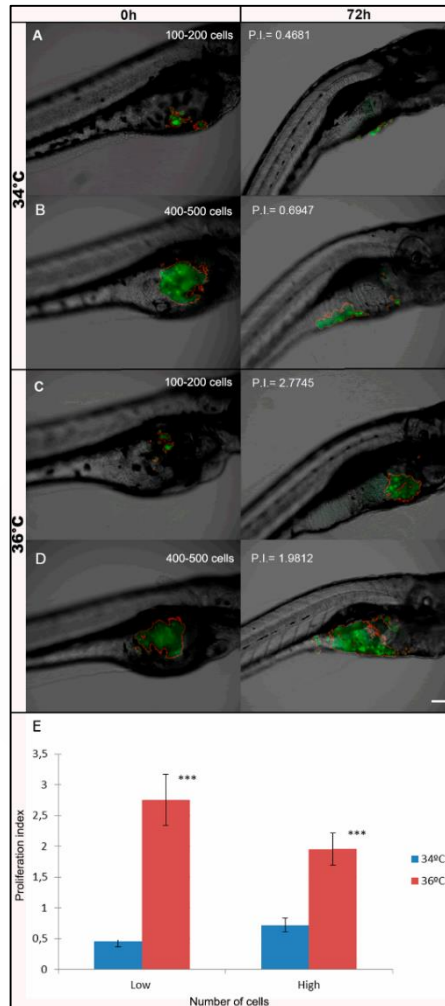 0h 72h
34°C
A 100-200 cells P.I.= 0.4681
B 400-500 cells P.I.= 0.6947
36°C
C 100-200 cells P.I.= 2.7745
D 400-500 cells P.I.= 1.9812
E
3,5
3
2,5
2
1,5
1
0,5
0
Proliferation index
***
***
34ºC
36ºC
Low High
Number of cells